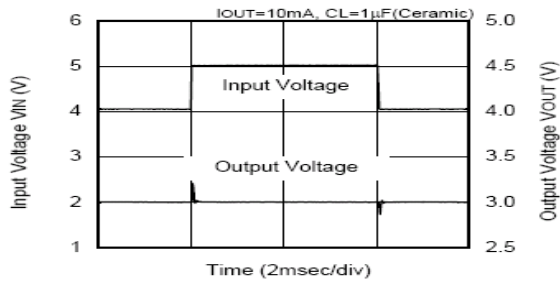 IOUT=10mA, CL=1μF(Ceramic)
6 5.0
5 4.5
Input Voltage
4 4.0
3 3.5
Output Voltage
2 3.0
1 2.5
Input Voltage VIN (V)
Output Voltage VOUT (V)
Time (2msec/div)